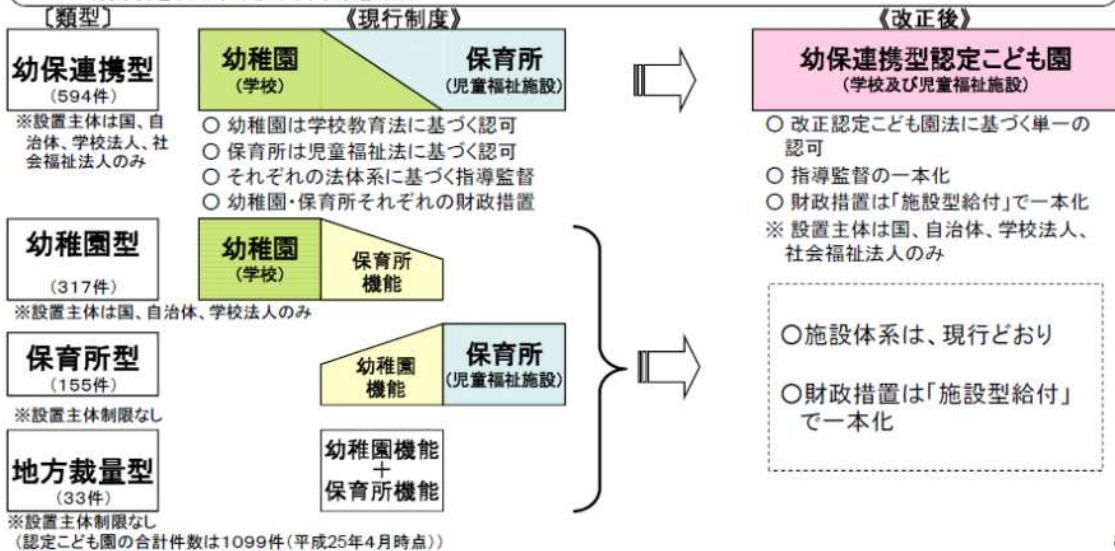 〔類型〕
《現行制度》
《改正後》
幼保連携型
(594件)
※設置主体は国、自
治体、学校法人、社
会福祉法人のみ
幼稚園
(学校)
保育所
(児童福祉施設)
○ 幼稚園は学校教育法に基づく認可
○ 保育所は児童福祉法に基づく認可
○ それぞれの法体系に基づく指導監督
○ 幼稚園・保育所それぞれの財政措置
幼保連携型認定こども園
(学校及び児童福祉施設)
○ 改正認定こども園法に基づく単一の
認可
○ 指導監督の一本化
○ 財政措置は「施設型給付」で一本化
※ 設置主体は国、自治体、学校法人、
社会福祉法人のみ
幼稚園型
(317件)
※設置主体は国、自治体、学校法人のみ
幼稚園
(学校)
保育所
機能
保育所型
(155件)
※設置主体制限なし
幼稚園
機能
保育所
(児童福祉施設)
地方裁量型
(33件)
※設置主体制限なし
幼稚園機能
+
保育所機能
○施設体系は、現行どおり
○財政措置は「施設型給付」
で一本化
(認定こども園の合計件数は1099件(平成25年4月時点))